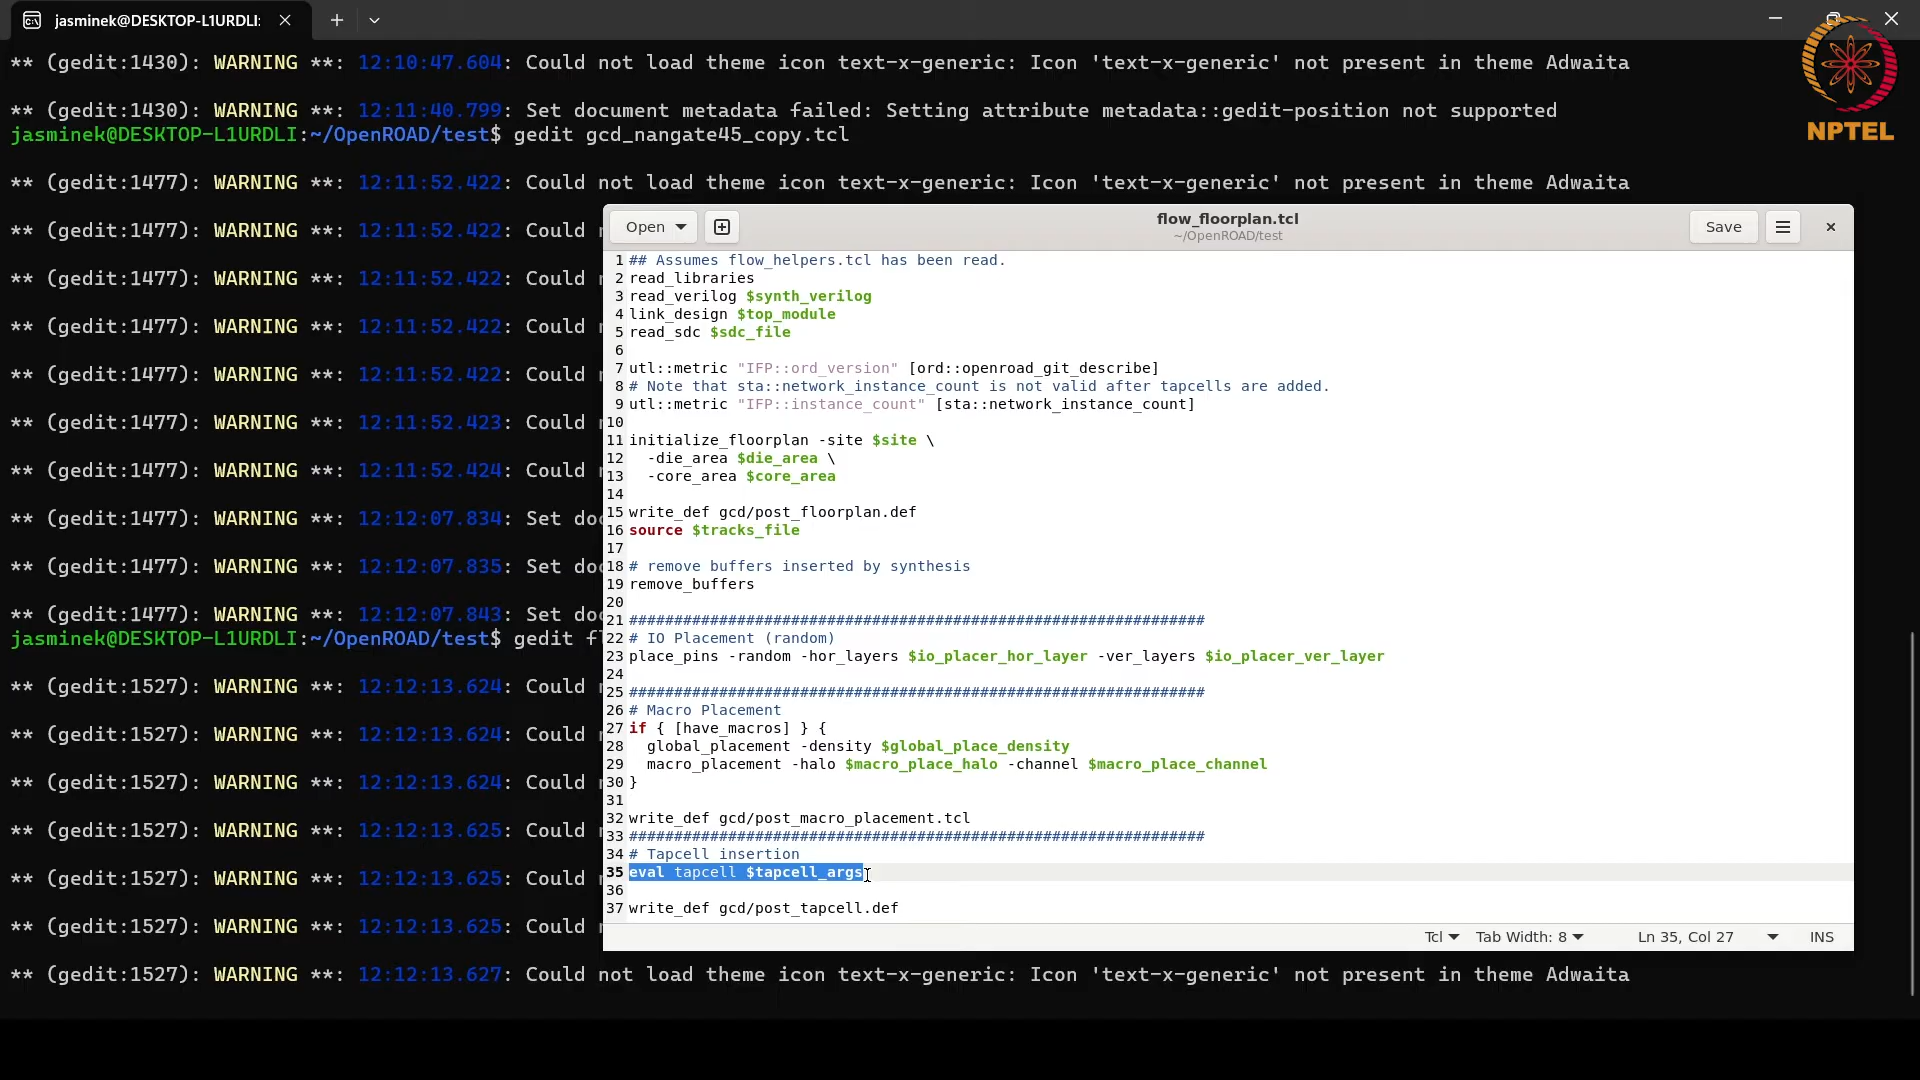 jasminek@DESKTOP-L1URDLI:
** (gedit:1430): WARNING **: 12:10:47.604: Could not load theme icon text-x-generic: Icon 'text-x-generic' not present in theme Adwaita
** (gedit:1430): WARNING **: 12:11:40.799: Set document metadata failed: Setting attribute metadata::gedit-position not supported
jasminek@DESKTOP-L1URDLI:~/OpenROAD/test$ gedit gcd_nangate45_copy.tcl
NPTEL
** (gedit:1477): WARNING **: 12:11:52.422: Could not load theme icon text-x-generic: Icon 'text-x-generic' not present in theme Adwaita
** (gedit:1477): WARNING **: 12:11:52.422: Could
** (gedit:1477): WARNING **: 12:11:52.422: Could
** (gedit:1477): WARNING **: 12:11:52.422: Could
** (gedit:1477): WARNING **: 12:11:52.422: Could
** (gedit:1477): WARNING **: 12:11:52.423: Could
** (gedit:1477): WARNING **: 12:11:52.424: Could
** (gedit:1477): WARNING **: 12:12:07.834: Set
** (gedit:1477): WARNING **: 12:12:07.835: Set
** (gedit:1477): WARNING **: 12:12:07.843: Set
jasminek@DESKTOP-L1URDLI:~/OpenROAD/test$ gedit
** (gedit:1527): WARNING **: 12:12:13.624: Could
** (gedit:1527): WARNING **: 12:12:13.624: Could
** (gedit:1527): WARNING **: 12:12:13.624: Could
** (gedit:1527): WARNING **: 12:12:13.625: Could
** (gedit:1527): WARNING **: 12:12:13.625: Could
** (gedit:1527): WARNING **: 12:12:13.625: Could
** (gedit:1527): WARNING **: 12:12:13.627: Could not load theme icon text-x-generic: Icon 'text-x-generic' not present in theme Adwaita
Open
flow_floorplan.tcl
~/OpenROAD/test
Save
1 ## Assumes flow_helpers.tcl has been read.
2 read_libraries
3 read_verilog $synth_verilog
4 link_design $top_module
5 read_sdc $sdc_file
6
7 utl::metric "IFP::ord_version" [ord::openroad_git_describe]
8 # Note that sta::network_instance_count is not valid after tapcells are added.
9 utl::metric "IFP::instance_count" [sta::network_instance_count]
10
11 initialize_floorplan -site $site \
12   -die_area $die_area \
13   -core_area $core_area
14
15 write_def gcd/post_floorplan.def
16 source $tracks_file
17
18 # remove buffers inserted by synthesis
19 remove_buffers
20
21 ################################################################
22 # IO Placement (random)
23 place_pins -random -hor_layers $io_placer_hor_layer -ver_layers $io_placer_ver_layer
24
25 ################################################################
26 # Macro Placement
27 if { [have_macros] } {
28   global_placement -density $global_place_density
29   macro_placement -halo $macro_place_halo -channel $macro_place_channel
30 }
31
32 write_def gcd/post_macro_placement.tcl
33 ################################################################
34 # Tapcell insertion
35 eval tapcell $tapcell_args
36
37 write_def gcd/post_tapcell.def
Tcl Tab Width: 8 Ln 35, Col 27 INS